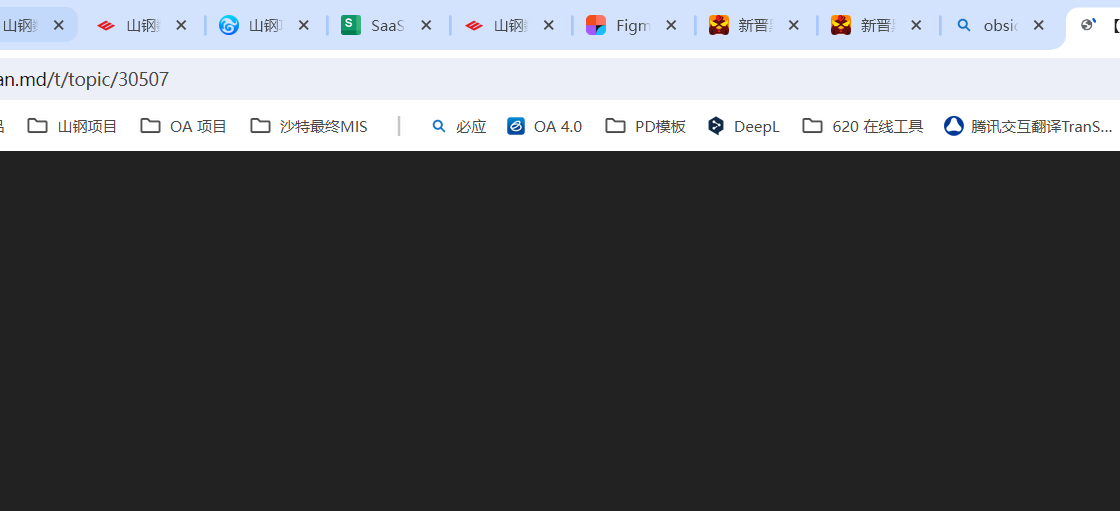 山钢 山钢 山钢 SaaS 山钢 Figm 新晋 新晋 obsi
an.md/t/topic/30507
山钢项目 OA 项目 沙特最终MIS 必应 OA 4.0 PD模板 DeepL 620 在线工具 腾讯交互翻译TranS...